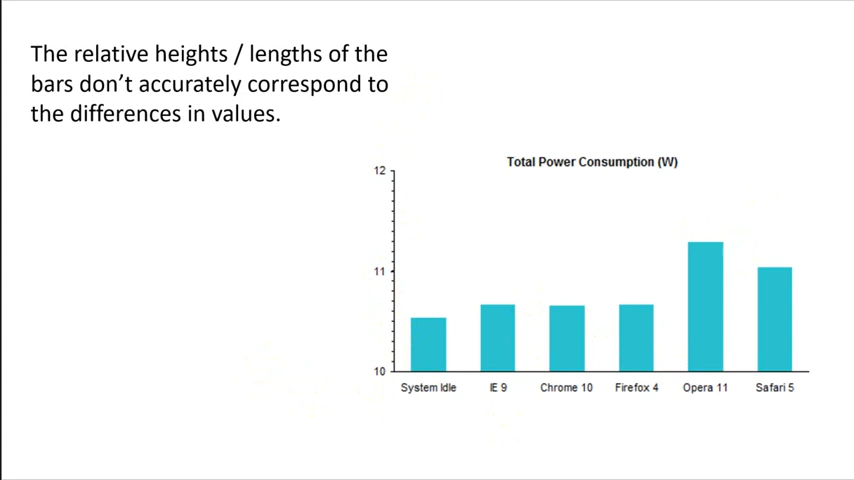 The relative heights / lengths of the
bars don’t accurately correspond to
the differences in values.
Total Power Consumption (W)
12
11
10
System Idle
IE 9
Chrome 10
Firefox 4
Opera 11
Safari 5